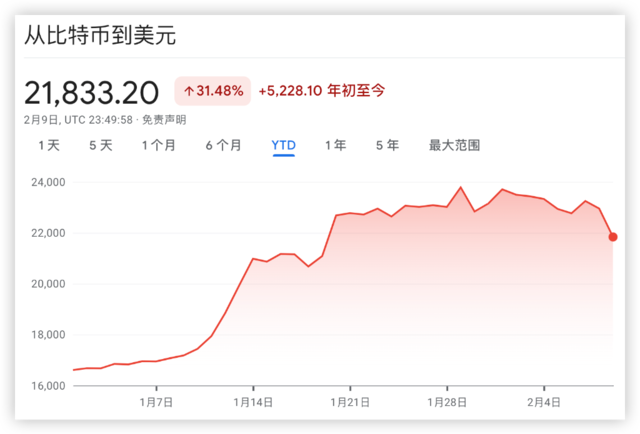 从比特币到美元
21,833.20 ↑31.48% +5,228.10 年初至今
2月9日, UTC 23:49:58 · 免责声明
1 天 5 天 1 个月 6 个月 YTD 1 年 5 年 最大范围
24,000
22,000
20,000
18,000
16,000
1月7日 1月14日 1月21日 1月28日 2月4日